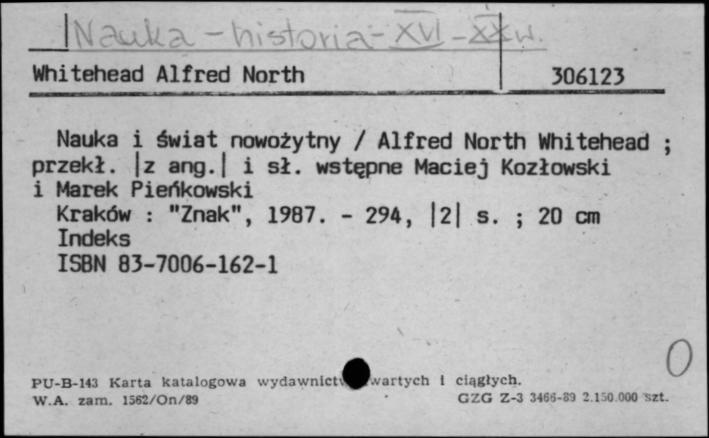 Nauka - historia - XVI - XX w.
Whitehead Alfred North 306123
Nauka i świat nowożytny / Alfred North Whitehead ;
przekł. |z ang.| i sł. wstępne Maciej Kozłowski
i Marek Pieńkowski
Kraków : "Znak", 1987. - 294, |2| s. ; 20 cm
Indeks
ISBN 83-7006-162-1
0
PU-B-143 Karta katalogowa wydawnictw zwartych i ciągłych.
W.A. zam. 1562/On/89 GZG Z-3 3466-89 2.150.000 szt.